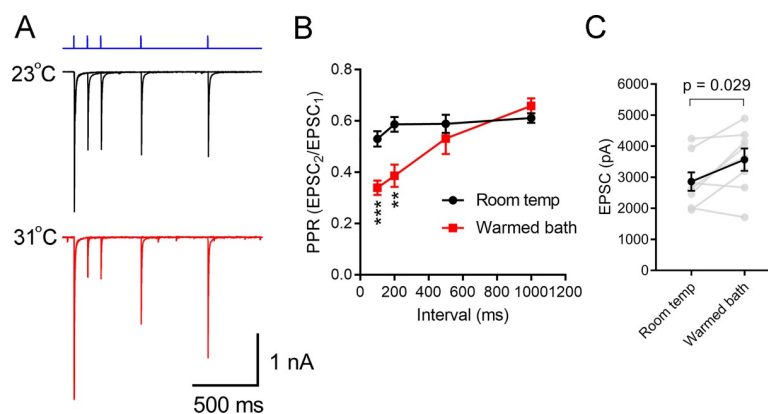 A
23°C
31°C
1 nA
500 ms
B
PPR (EPSC2/EPSC1)
0.8
0.6
0.4
0.2
0.0
***
**
Room temp
Warmed bath
0 200 400 600 800 1000 1200
Interval (ms)
C
p = 0.029
EPSC (pA)
6000
5000
4000
3000
2000
1000
0
Room temp
Warmed bath